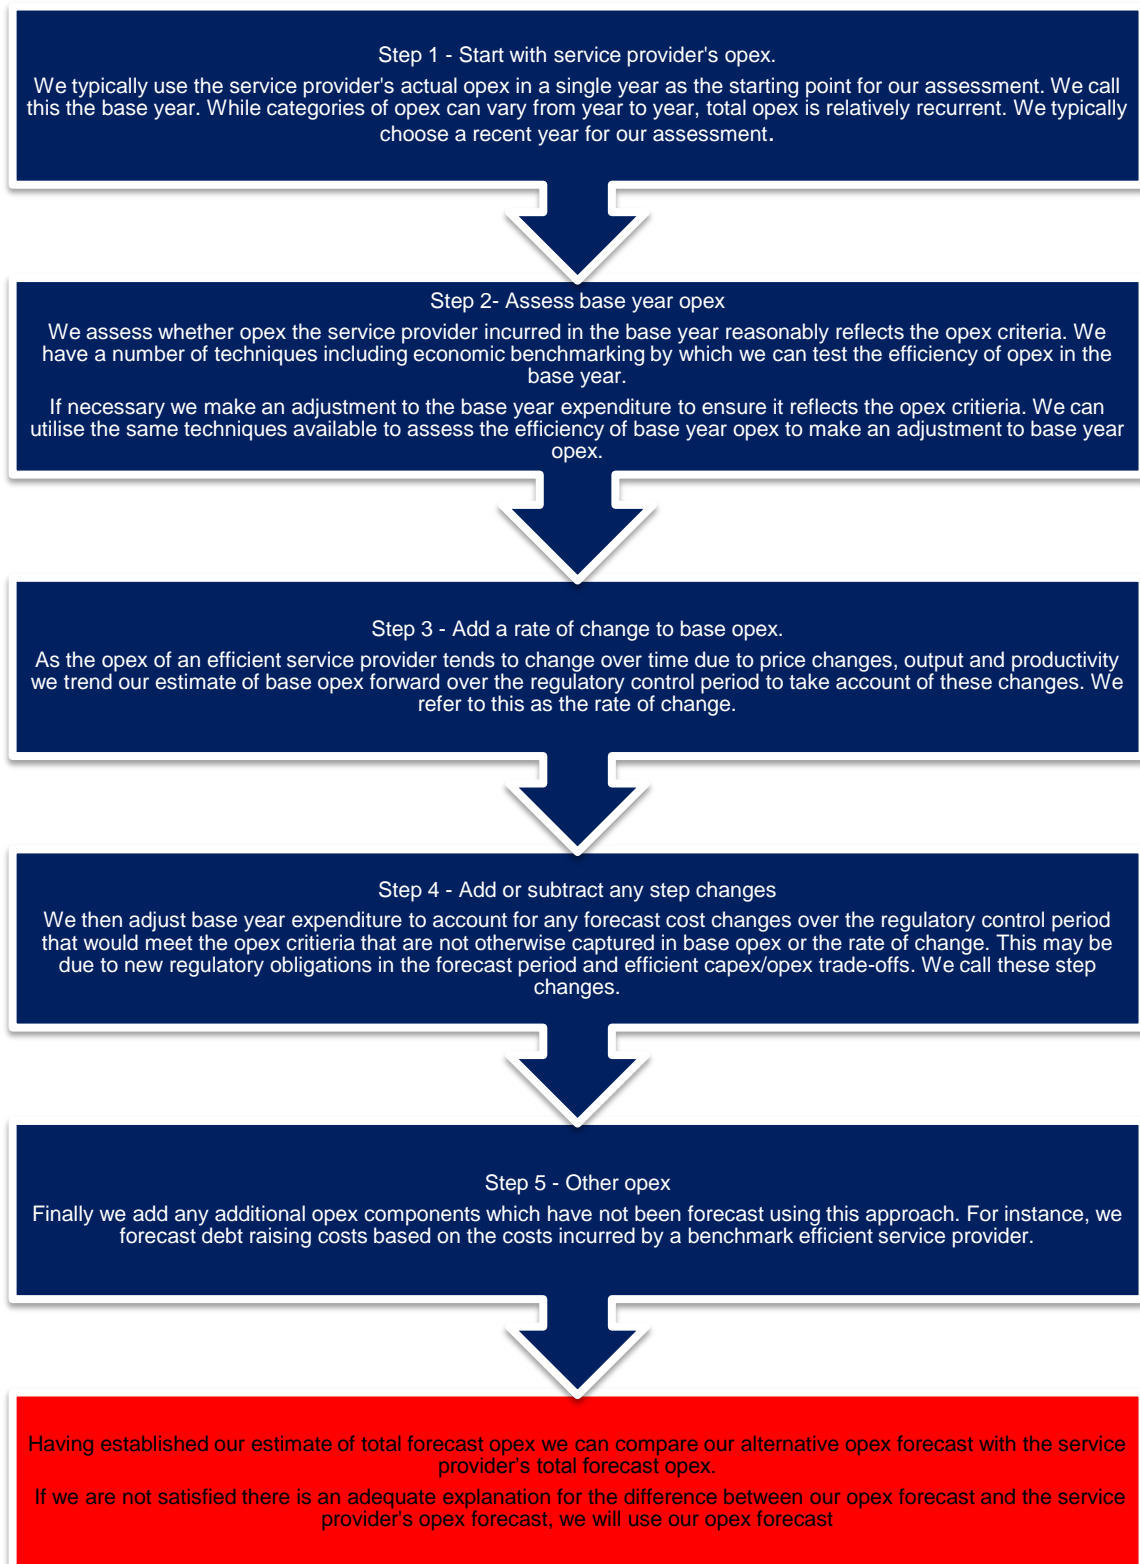 Step 1 - Start with service provider's opex.
We typically use the service provider's actual opex in a single year as the starting point for our assessment. We call
this the base year. While categories of opex can vary from year to year, total opex is relatively recurrent. We typically
choose a recent year for our assessment.
Step 2- Assess base year opex
We assess whether opex the service provider incurred in the base year reasonably reflects the opex criteria. We
have a number of techniques including economic benchmarking by which we can test the efficiency of opex in the
base year.
If necessary we make an adjustment to the base year expenditure to ensure it reflects the opex critieria. We can
utilise the same techniques available to assess the efficiency of base year opex to make an adjustment to base year
opex.
Step 3 - Add a rate of change to base opex.
As the opex of an efficient service provider tends to change over time due to price changes, output and productivity
we trend our estimate of base opex forward over the regulatory control period to take account of these changes. We
refer to this as the rate of change.
Step 4 - Add or subtract any step changes
We then adjust base year expenditure to account for any forecast cost changes over the regulatory control period
that would meet the opex critieria that are not otherwise captured in base opex or the rate of change. This may be
due to new regulatory obligations in the forecast period and efficient capex/opex trade-offs. We call these step
changes.
Step 5 - Other opex
Finally we add any additional opex components which have not been forecast using this approach. For instance, we
forecast debt raising costs based on the costs incurred by a benchmark efficient service provider.
Having established our estimate of total forecast opex we can compare our alternative opex forecast with the service
provider's total forecast opex.
If we are not satisfied there is an adequate explanation for the difference between our opex forecast and the service
provider's opex forecast, we will use our opex forecast